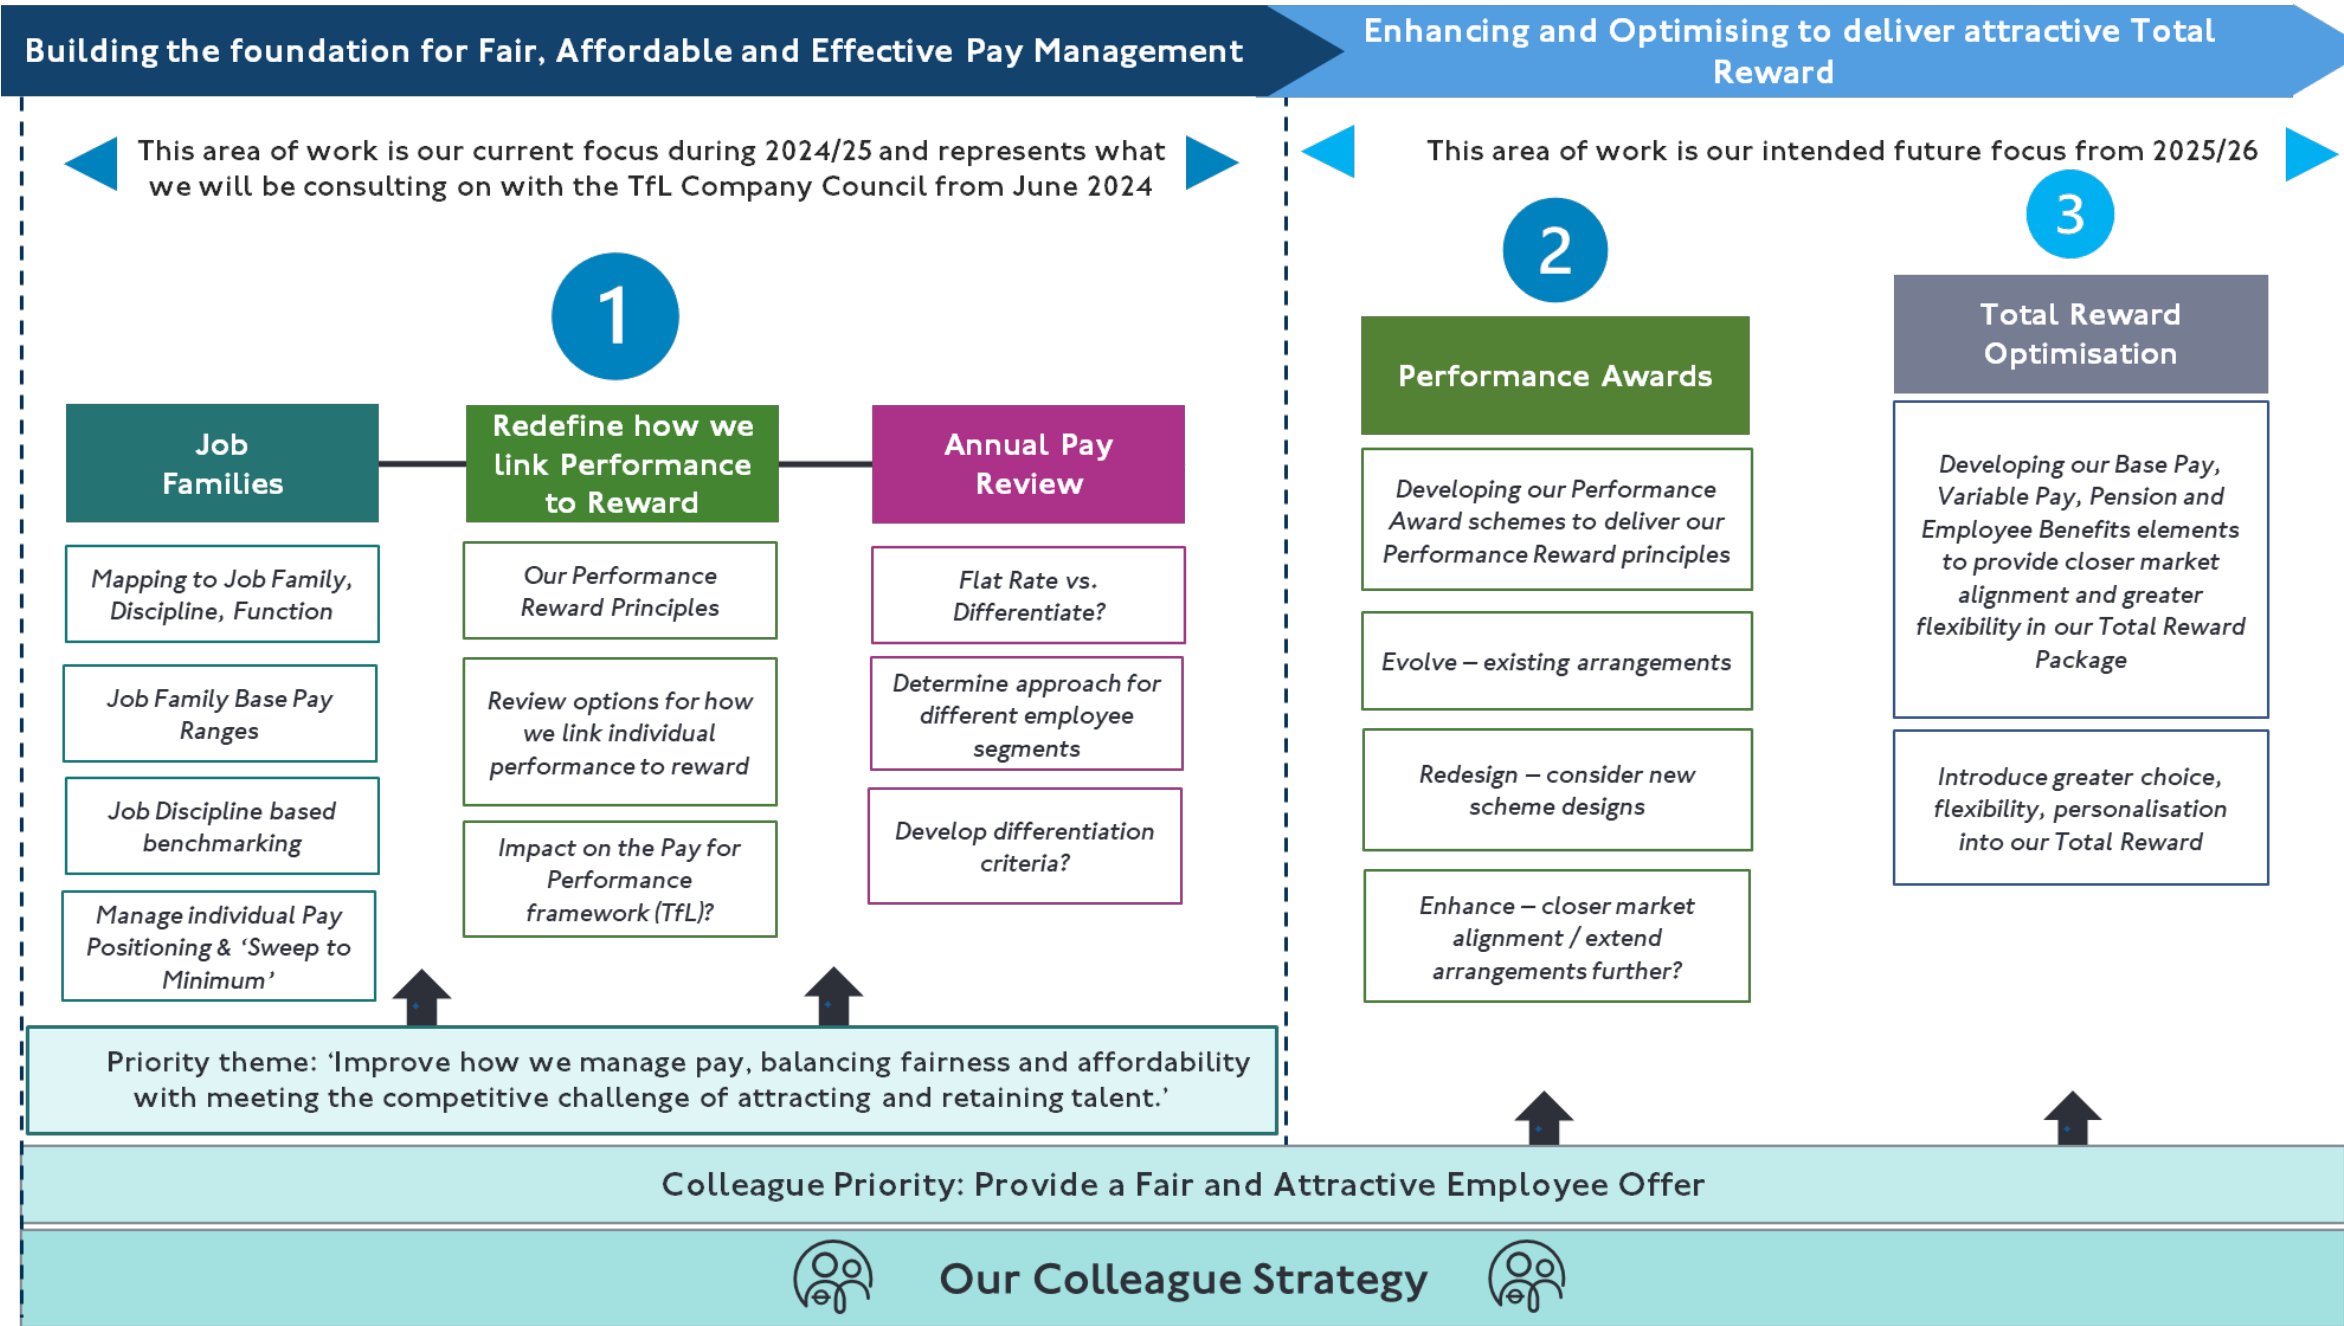 Building the foundation for Fair, Affordable and Effective Pay Management
Enhancing and Optimising to deliver attractive Total
Reward
This area of work is our current focus during 2024/25 and represents what
we will be consulting on with the TfL Company Council from June 2024
This area of work is our intended future focus from 2025/26
1
2
3
Job
Families
Mapping to Job Family,
Discipline, Function
Job Family Base Pay
Ranges
Job Discipline based
benchmarking
Manage individual Pay
Positioning & ‘Sweep to
Minimum’
Redefine how we
link Performance
to Reward
Our Performance
Reward Principles
Review options for how
we link individual
performance to reward
Impact on the Pay for
Performance
framework (TfL)?
Annual Pay
Review
Flat Rate vs.
Differentiate?
Determine approach for
different employee
segments
Develop differentiation
criteria?
Performance Awards
Developing our Performance
Award schemes to deliver our
Performance Reward principles
Evolve – existing arrangements
Redesign – consider new
scheme designs
Enhance – closer market
alignment / extend
arrangements further?
Total Reward
Optimisation
Developing our Base Pay,
Variable Pay, Pension and
Employee Benefits elements
to provide closer market
alignment and greater
flexibility in our Total Reward
Package
Introduce greater choice,
flexibility, personalisation
into our Total Reward
Priority theme: ‘Improve how we manage pay, balancing fairness and affordability
with meeting the competitive challenge of attracting and retaining talent.’
Colleague Priority: Provide a Fair and Attractive Employee Offer
Our Colleague Strategy